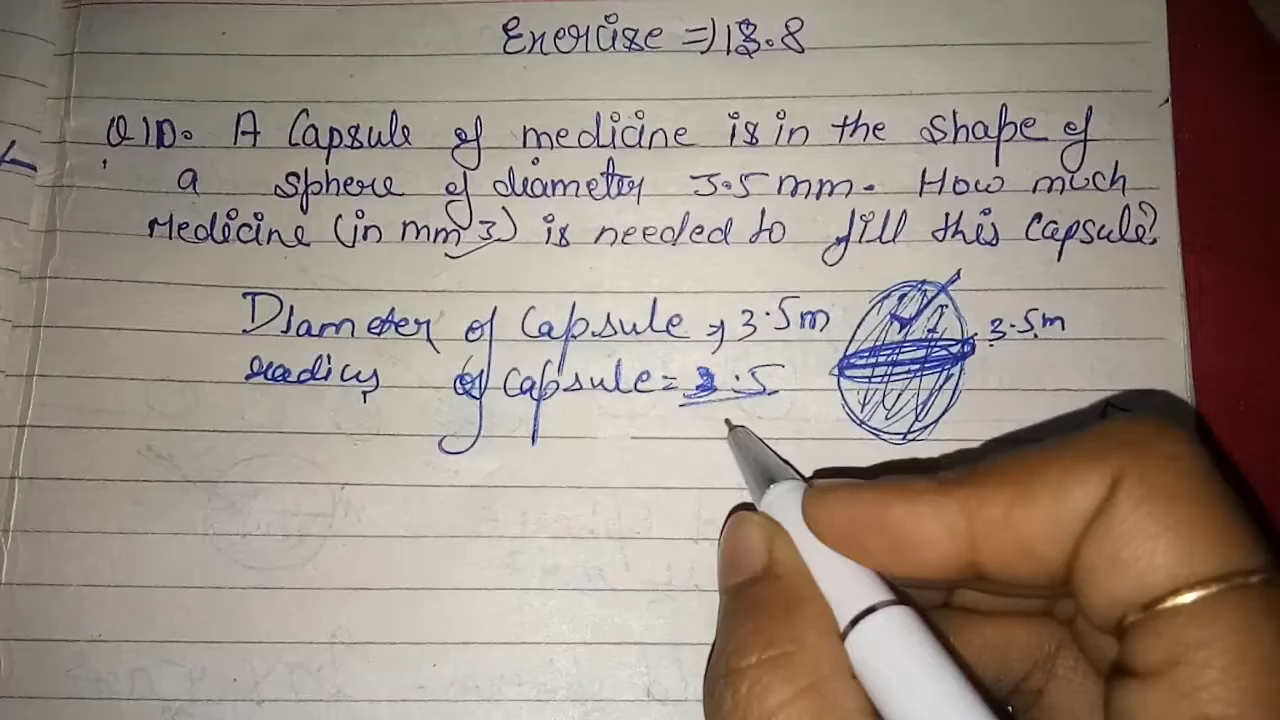 Exercise ⇒ 13.8
Q10. A Capsule of medicine is in the shape of
a sphere of diameter 3.5 mm. How much
Medicine (in mm 3) is needed to fill this capsule?
Diameter of Capsule ⇒ 3.5m
3.5m
radius of capsule = 3.5